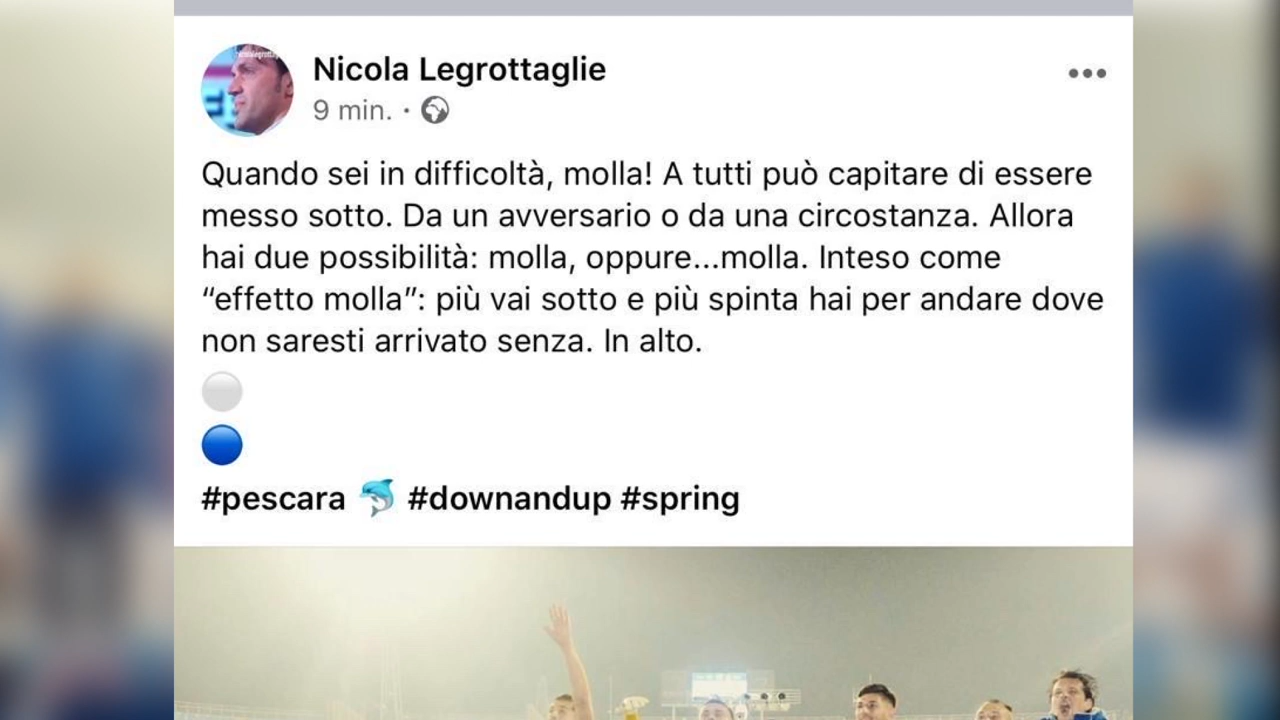 Nicola Legrottaglie
9 min. ·
Quando sei in difficoltà, molla! A tutti può capitare di essere
messo sotto. Da un avversario o da una circostanza. Allora
hai due possibilità: molla, oppure...molla. Inteso come
“effetto molla”: più vai sotto e più spinta hai per andare dove
non saresti arrivato senza. In alto.
#pescara 🐬 #downandup #spring